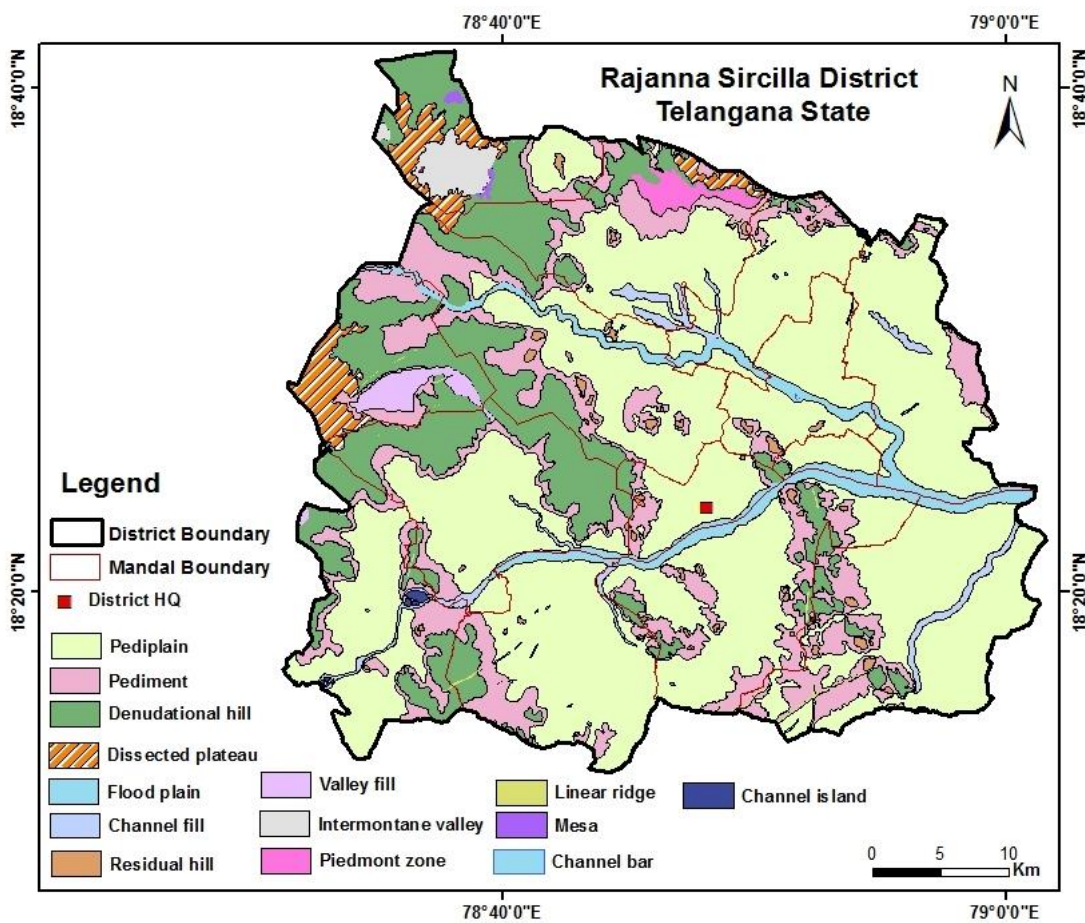 78°40'0"E
79°0'0"E
18°40'0"N
18°40'0"N
Rajanna Sircilla District
Telangana State
N
Legend
District Boundary
Mandal Boundary
District HQ
18°20'0"N
18°20'0"N
Pediplain
Pediment
Denudational hill
Dissected plateau
Flood plain
Channel fill
Residual hill
Valley fill
Intermontane valley
Piedmont zone
Linear ridge
Mesa
Channel bar
Channel island
0 5 10
Km
78°40'0"E
79°0'0"E